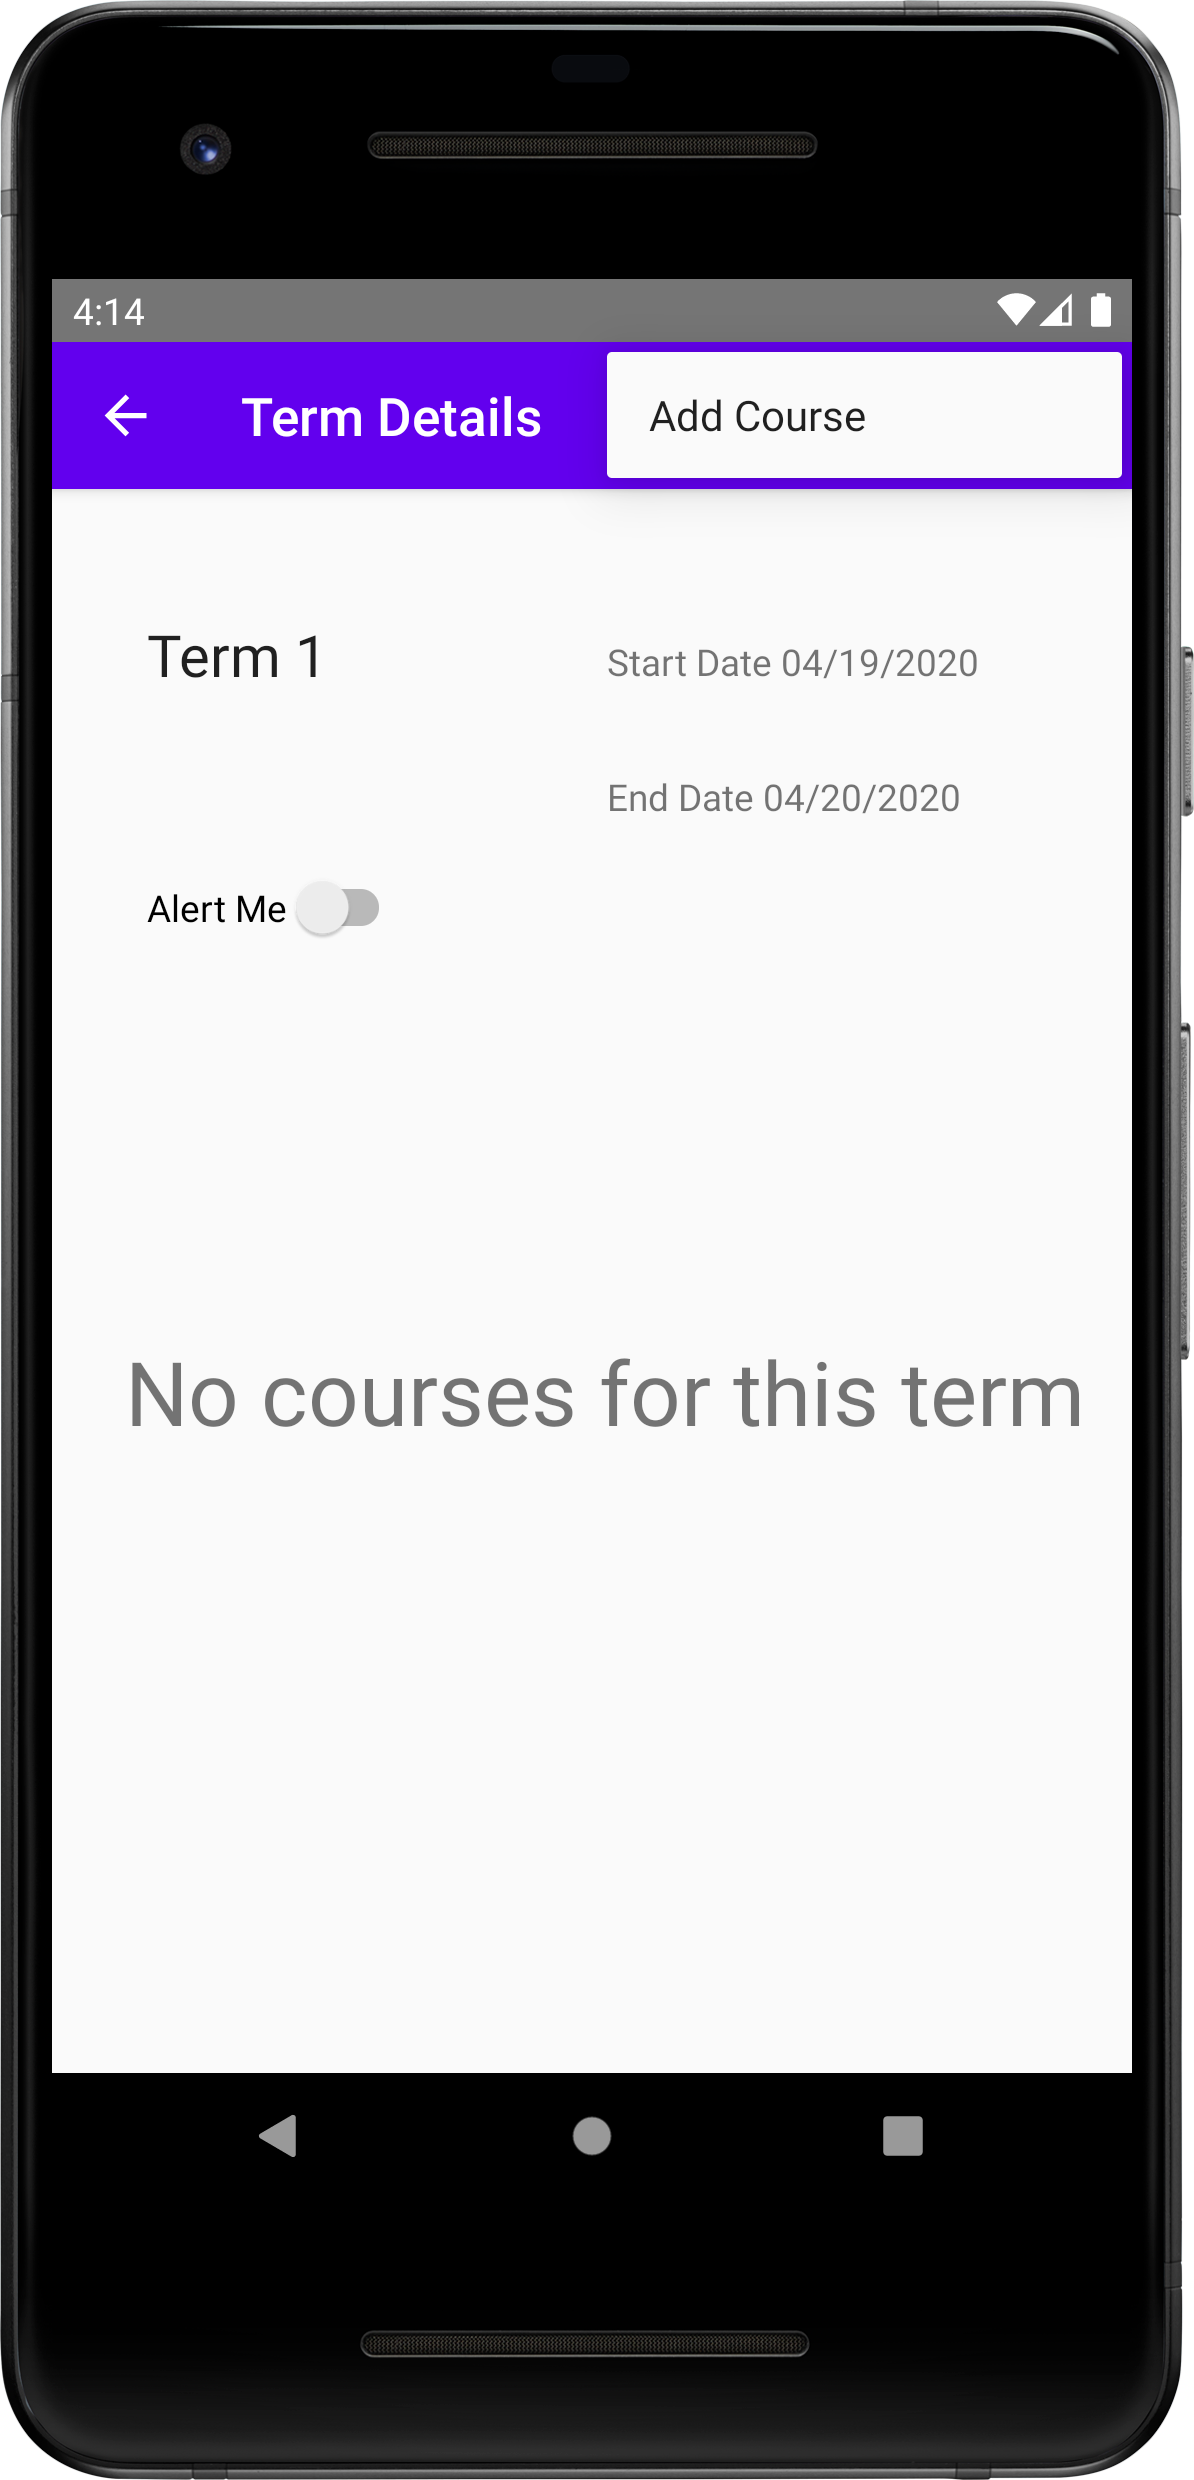 4:14
Term Details
Add Course
Term 1
Start Date 04/19/2020
End Date 04/20/2020
Alert Me
No courses for this term